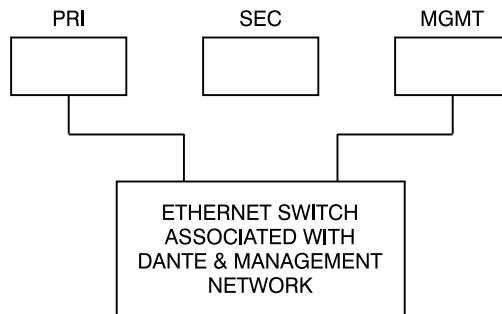 PRI
SEC
MGMT
ETHERNET SWITCH
ASSOCIATED WITH
DANTE & MANAGEMENT
NETWORK